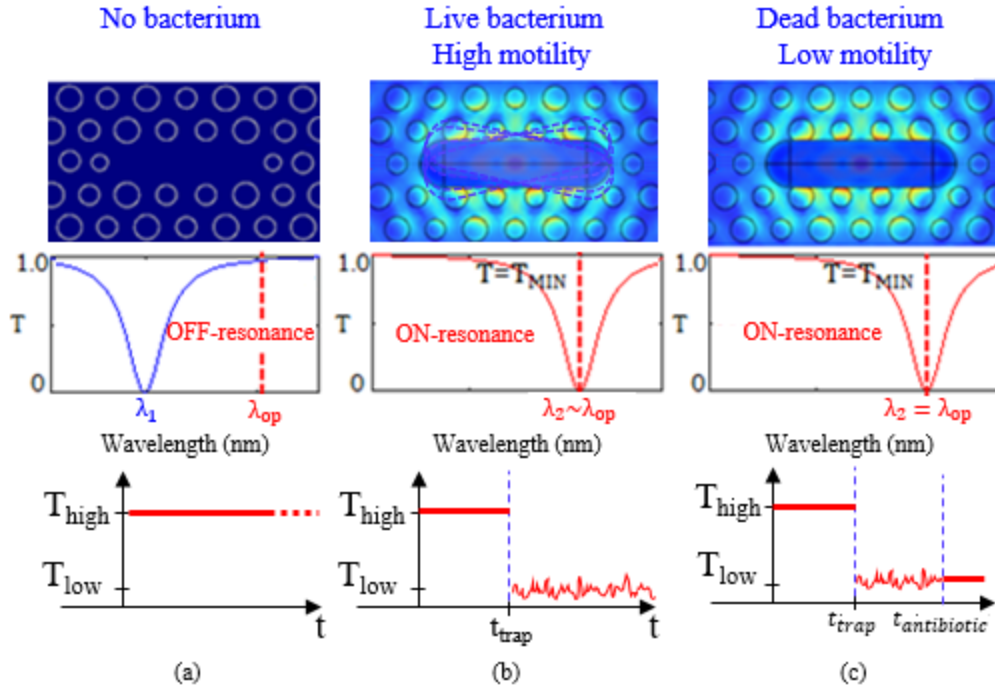 No bacterium
Live bacterium
High motility
Dead bacterium
Low motility
1.0
T
0
OFF-resonance
λ₁
λop
Wavelength (nm)
1.0
T
0
T=TMIN
ON-resonance
λ₂~λop
Wavelength (nm)
1.0
T
0
T=TMIN
ON-resonance
λ₂ = λop
Wavelength (nm)
Thigh
Tlow
t
Thigh
Tlow
ttrap
t
Thigh
Tlow
ttrap
tantibiotic
(a)
(b)
(c)